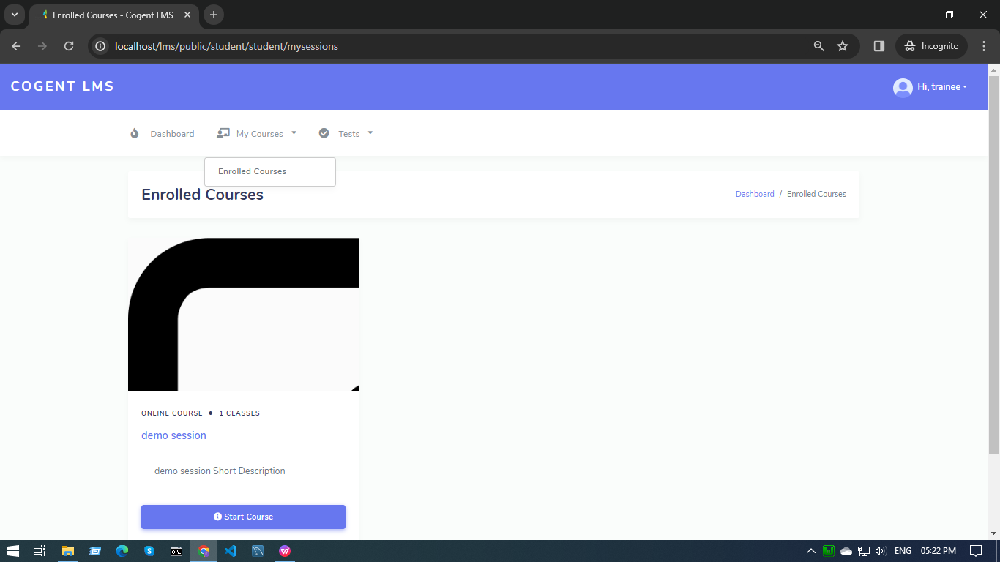 Enrolled Courses - Cogent LMS
localhost/lms/public/student/student/mysessions
Incognito
COGENT LMS
Hi, trainee
Dashboard
My Courses
Tests
Enrolled Courses
Enrolled Courses
Dashboard / Enrolled Courses
ONLINE COURSE ● 1 CLASSES
demo session
demo session Short Description
Start Course
ENG
05:22 PM